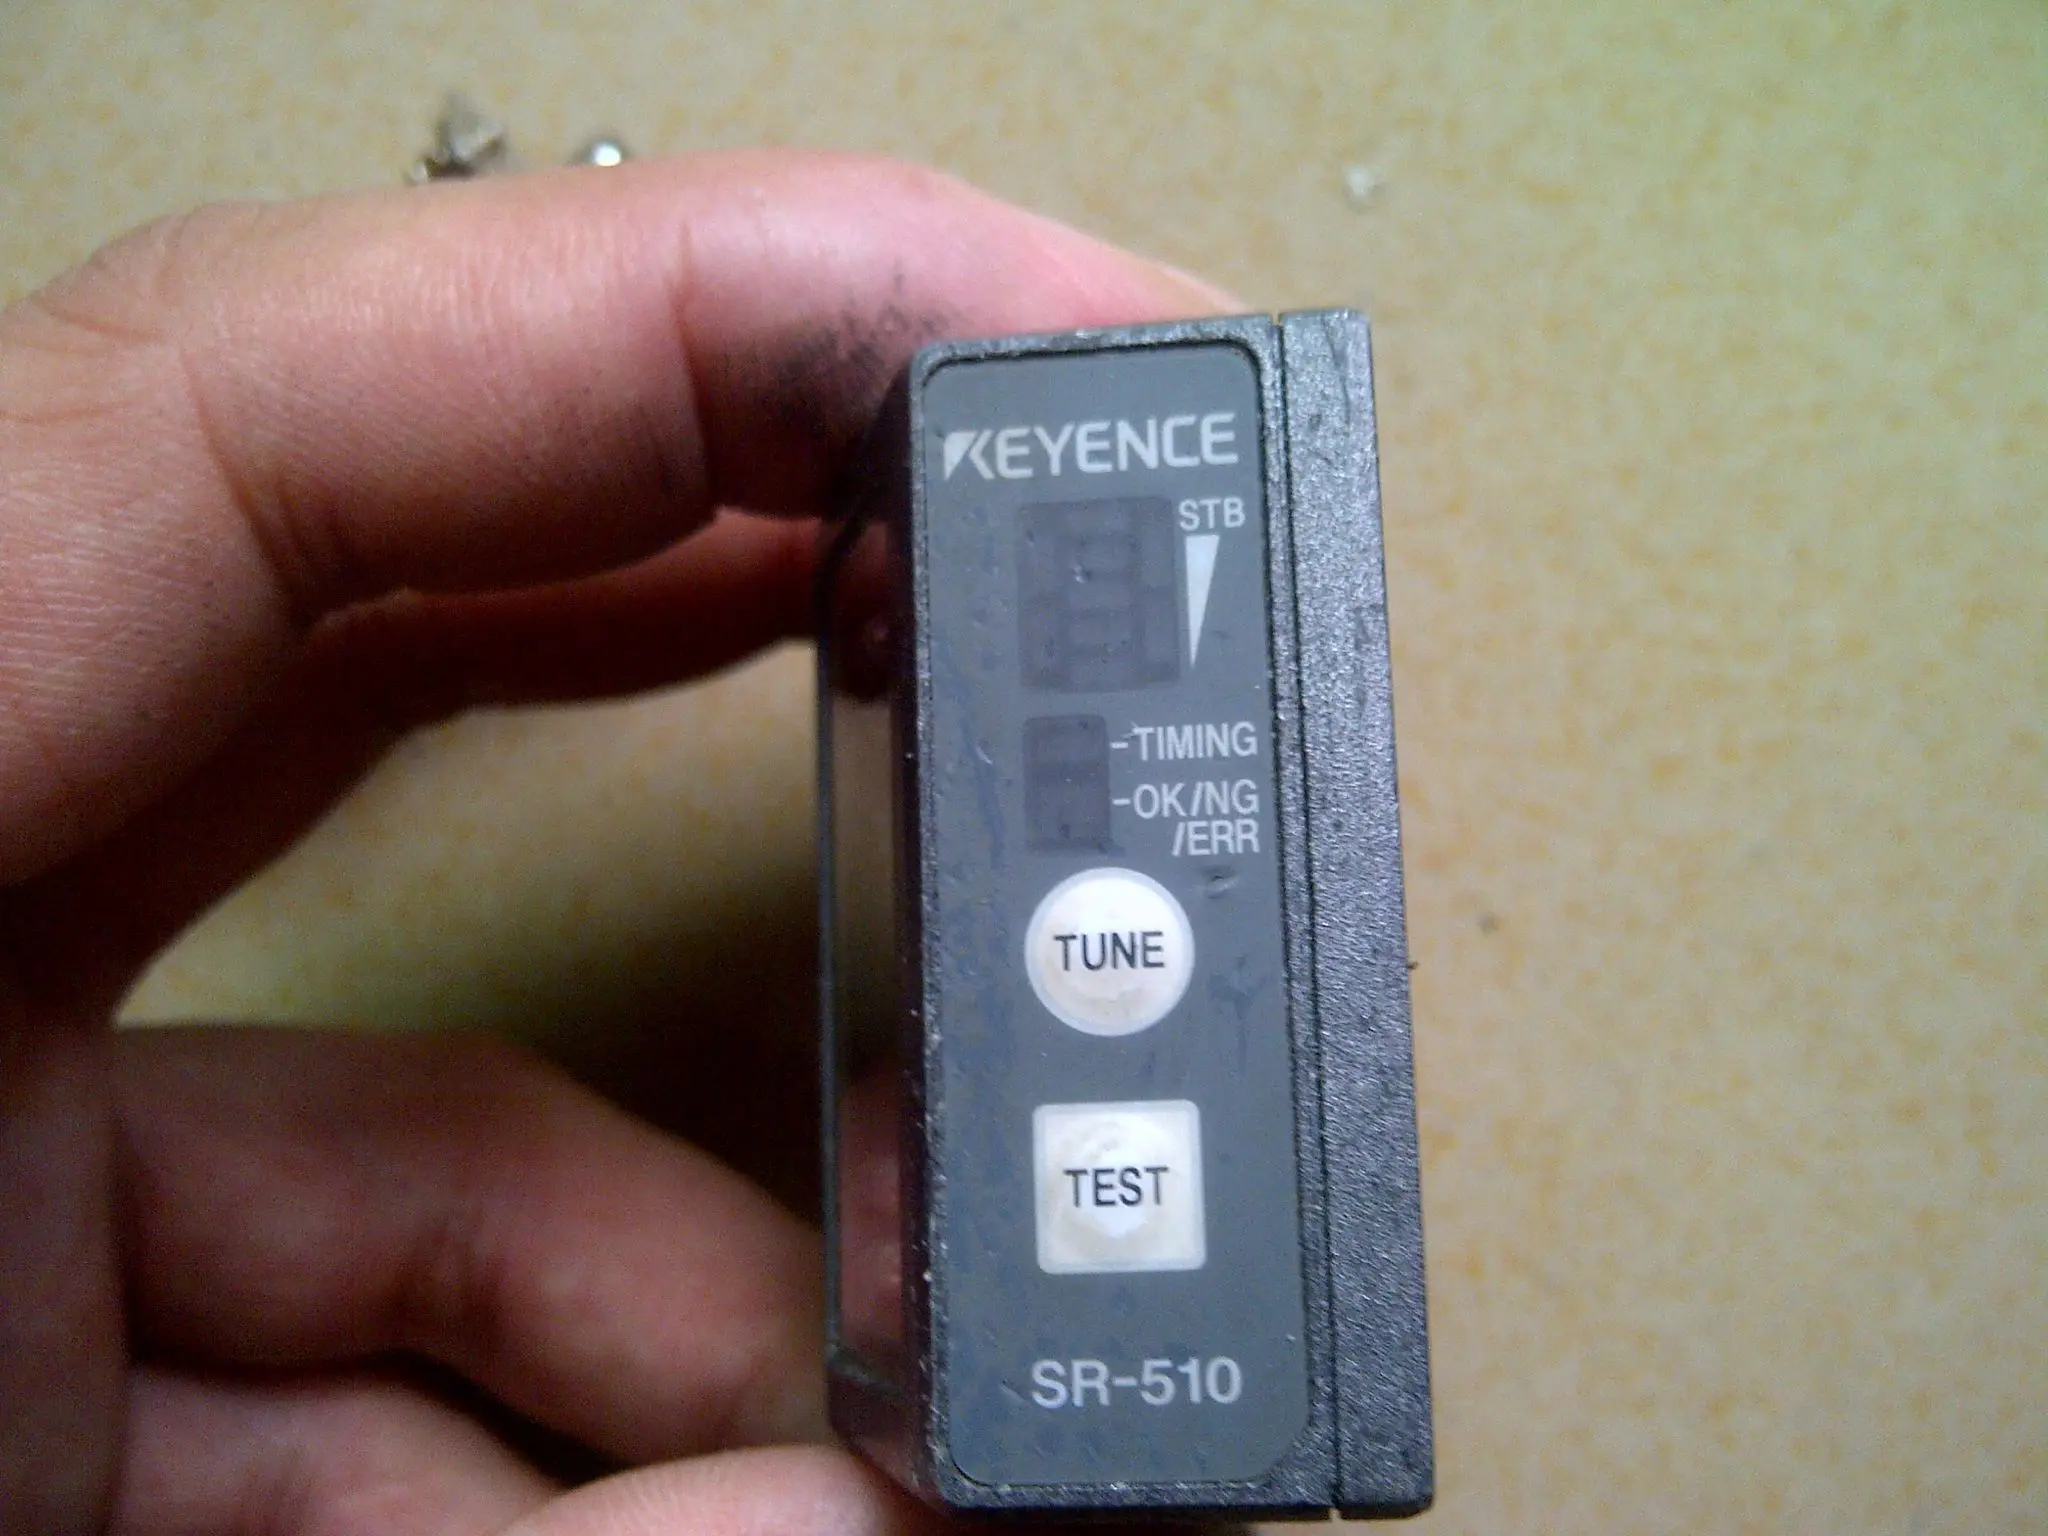 KEYENCE
STB
-TIMING
-OK/NG
/ERR
TUNE
TEST
SR-510